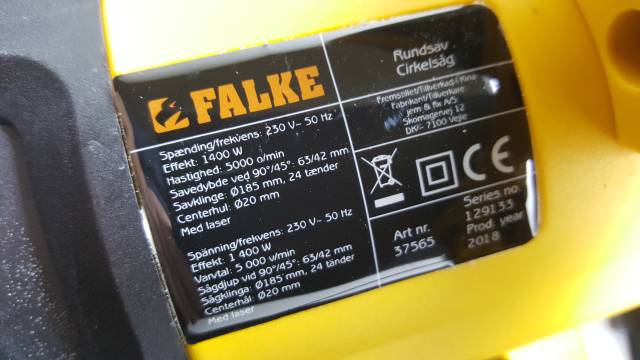 FALKE
Spænding/frekvens: 230 V~ 50 Hz
Effekt: 1400 W
Hastighed: 5000 o/min
Savedybde ved 90°/45°: 63/42 mm
Savklinge: Ø185 mm, 24 tænder
Centerhul: Ø20 mm
Med laser
Spänning/frekvens: 230 V~ 50 Hz
Effekt: 1 400 W
Varvtal: 5 000 v/min
Sågdjup vid 90°/45°: 63/42 mm
Sågklinga: Ø185 mm, 24 tänder
Centerhål: Ø20 mm
Med laser
Rundsav
Cirkelsåg
Fremstillet/Tillverkad i Kina
Fabrikant/Tillverkare
jem & fix A/S
Skomagervej 12
DK- 7100 Vejle
CE
Art nr.
37565
Series no
129133
Prod. year
2018